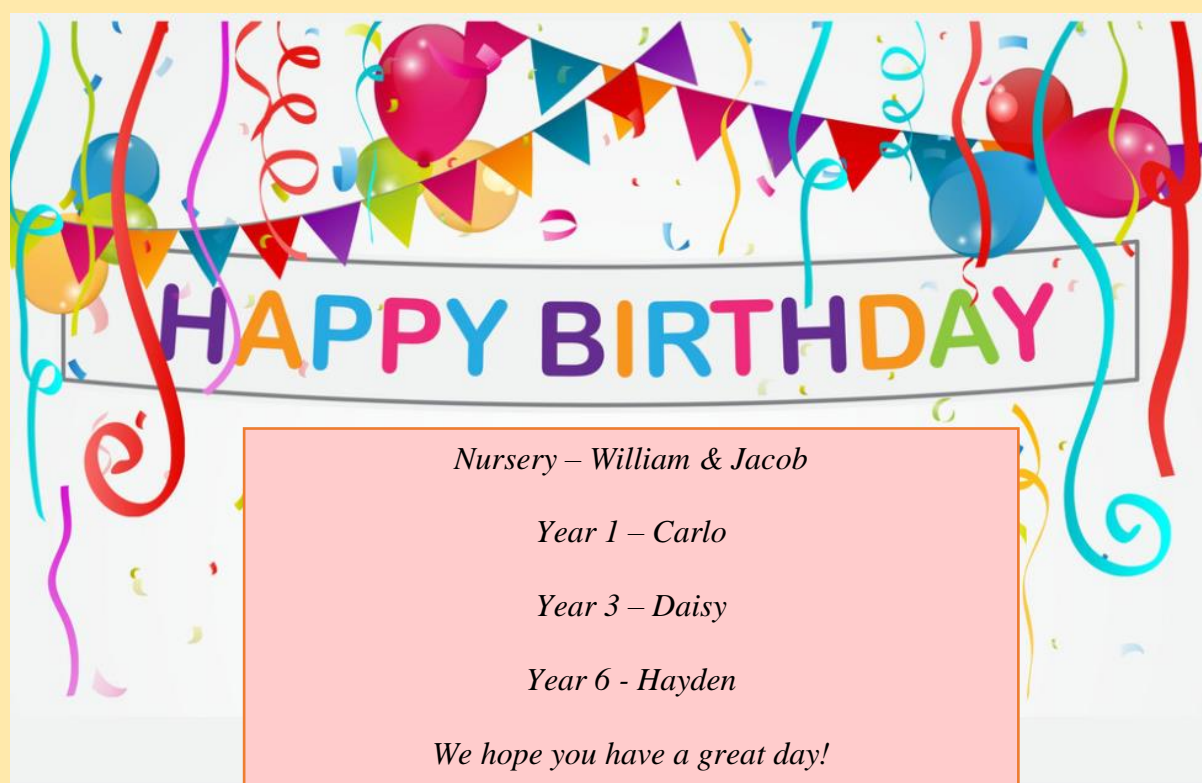 HAPPY BIRTHDAY
Nursery – William & Jacob
Year 1 – Carlo
Year 3 – Daisy
Year 6 - Hayden
We hope you have a great day!